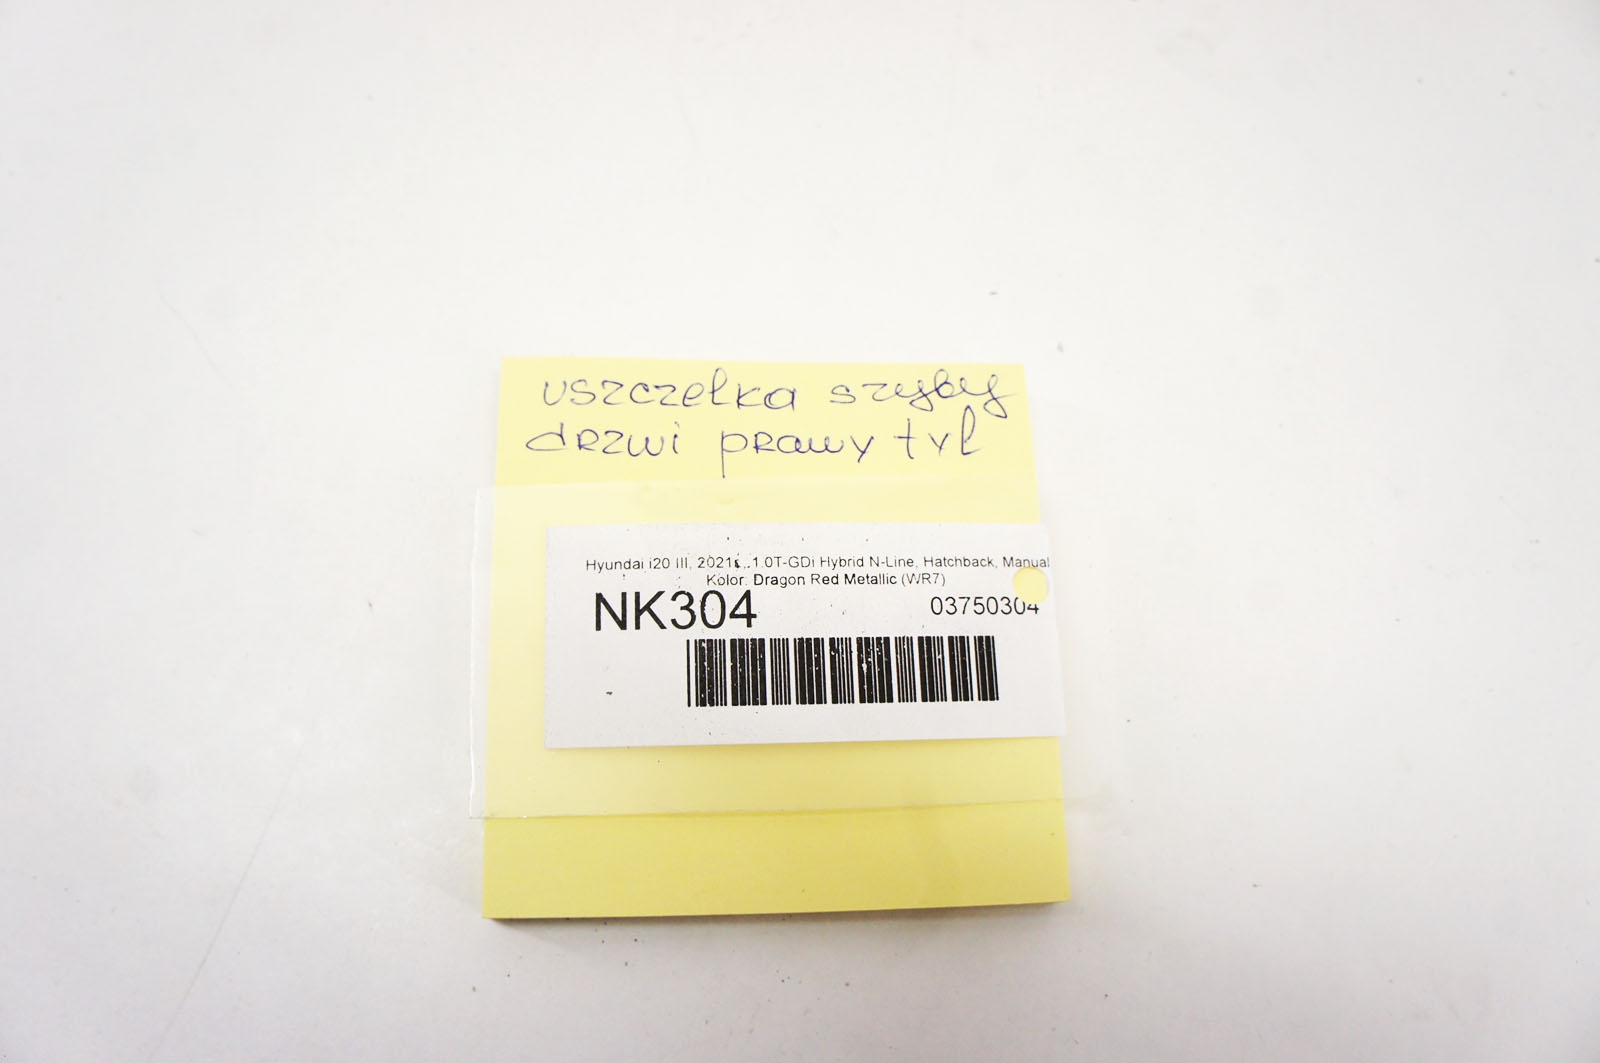 uszczelka szyby
drzwi prawy tył
Hyundai i20 III, 2021r., 1.0T-GDi Hybrid N-Line, Hatchback, Manual
Kolor: Dragon Red Metallic (WR7)
NK304
03750304